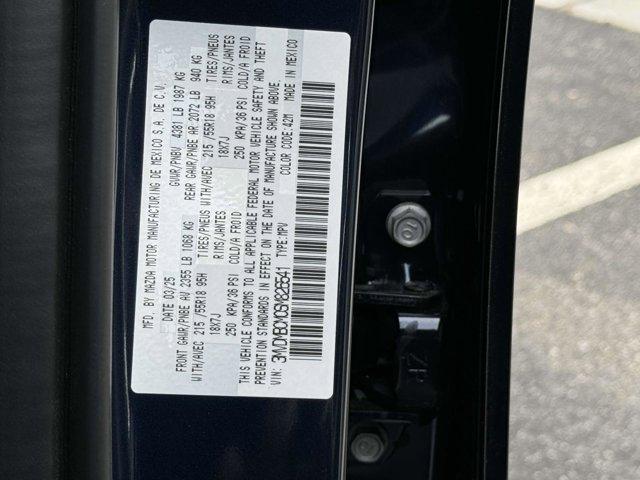 MFD. BY MAZDA MOTOR MANUFACTURING DE MEXICO S.A. DE C.V.
DATE 03/25 GVWR/PNBV 4381 LB 1987 KG
FRONT GAWR/PNBE AV 2355 LB 1068 KG REAR GAWR/PNBE AR 2072 LB 940 KG
WITH/AVEC 215 /55R18 95H TIRES/PNEUS WITH/AVEC 215 /55R18 95H TIRES/PNEUS
18X7J RIMS/JANTES 18X7J RIMS/JANTES
250 KPA/36 PSI COLD/A FROID 250 KPA/36 PSI COLD/A FROID
THIS VEHICLE CONFORMS TO ALL APPLICABLE FEDERAL MOTOR VEHICLE SAFETY AND THEFT
PREVENTION STANDARDS IN EFFECT ON THE DATE OF MANUFACTURE SHOWN ABOVE.
VIN: TYPE:MPV COLOR CODE:42M MADE IN MEXICO